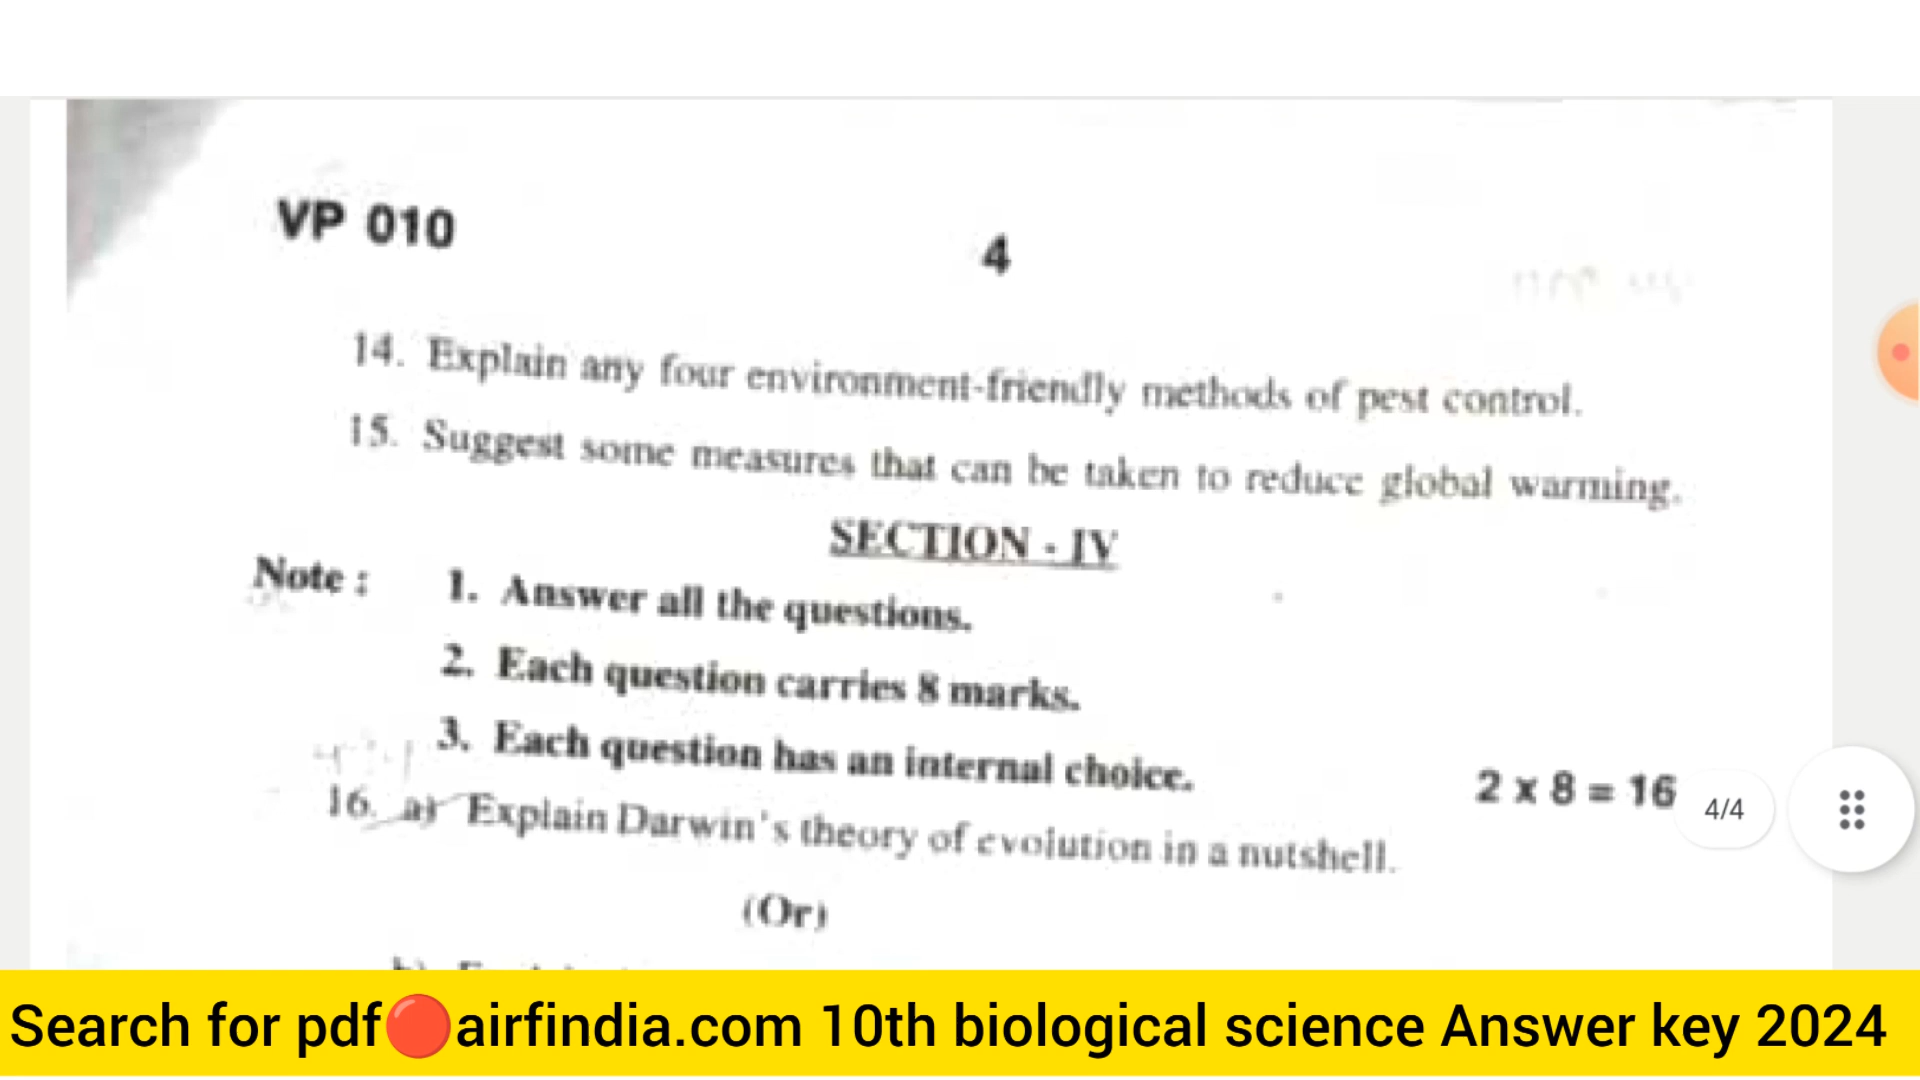 VP 010
4
14. Explain any four environment-friendly methods of pest control.
15. Suggest some measures that can be taken to reduce global warming.
SECTION - IV
Note : 1. Answer all the questions.
2. Each question carries 8 marks.
3. Each question has an internal choice.
2 x 8 = 16
4/4
16. a) Explain Darwin's theory of evolution in a nutshell.
(Or)
Search for pdf🔴airfindia.com 10th biological science Answer key 2024